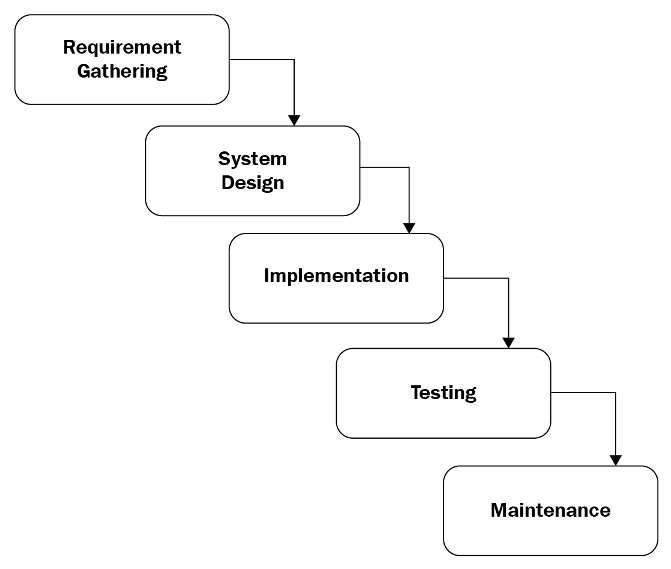 Requirement
Gathering
System
Design
Implementation
Testing
Maintenance